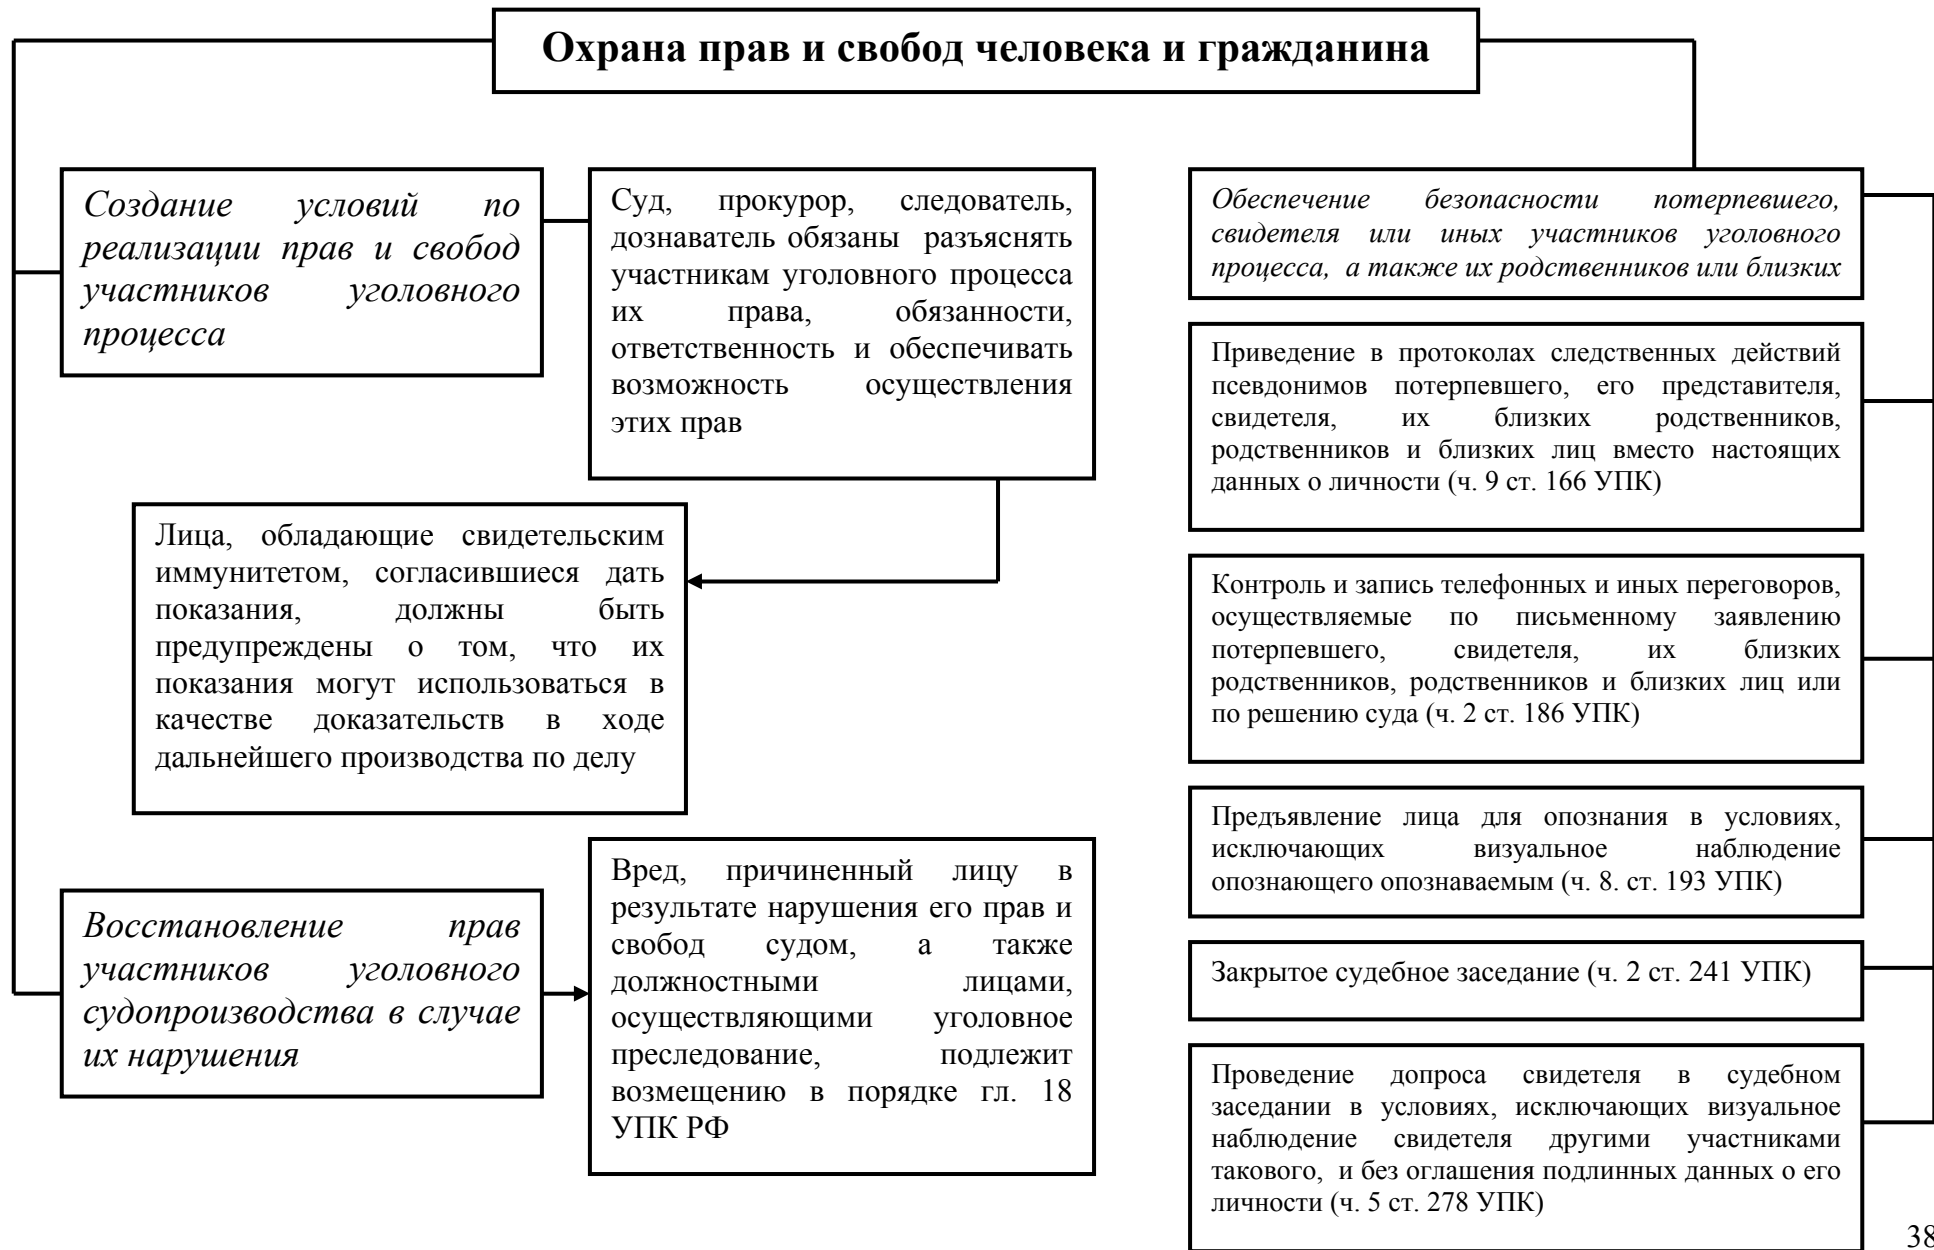 Охрана прав и свобод человека и гражданина
Создание условий по
реализации прав и свобод
участников уголовного
процесса
Суд, прокурор, следователь,
дознаватель обязаны разъяснять
участникам уголовного процесса
их права, обязанности,
ответственность и обеспечивать
возможность осуществления
этих прав
Лица, обладающие свидетельским
иммунитетом, согласившиеся дать
показания, должны быть
предупреждены о том, что их
показания могут использоваться в
качестве доказательств в ходе
дальнейшего производства по делу
Восстановление прав
участников уголовного
судопроизводства в случае
их нарушения
Вред, причиненный лицу в
результате нарушения его прав и
свобод судом, а также
должностными лицами,
осуществляющими уголовное
преследование, подлежит
возмещению в порядке гл. 18
УПК РФ
Обеспечение безопасности потерпевшего,
свидетеля или иных участников уголовного
процесса, а также их родственников или близких
Приведение в протоколах следственных действий
псевдонимов потерпевшего, его представителя,
свидетеля, их близких родственников,
родственников и близких лиц вместо настоящих
данных о личности (ч. 9 ст. 166 УПК)
Контроль и запись телефонных и иных переговоров,
осуществляемые по письменному заявлению
потерпевшего, свидетеля, их близких
родственников, родственников и близких лиц или
по решению суда (ч. 2 ст. 186 УПК)
Предъявление лица для опознания в условиях,
исключающих визуальное наблюдение
опознающего опознаваемым (ч. 8. ст. 193 УПК)
Закрытое судебное заседание (ч. 2 ст. 241 УПК)
Проведение допроса свидетеля в судебном
заседании в условиях, исключающих визуальное
наблюдение свидетеля другими участниками
такового, и без оглашения подлинных данных о его
личности (ч. 5 ст. 278 УПК)
38